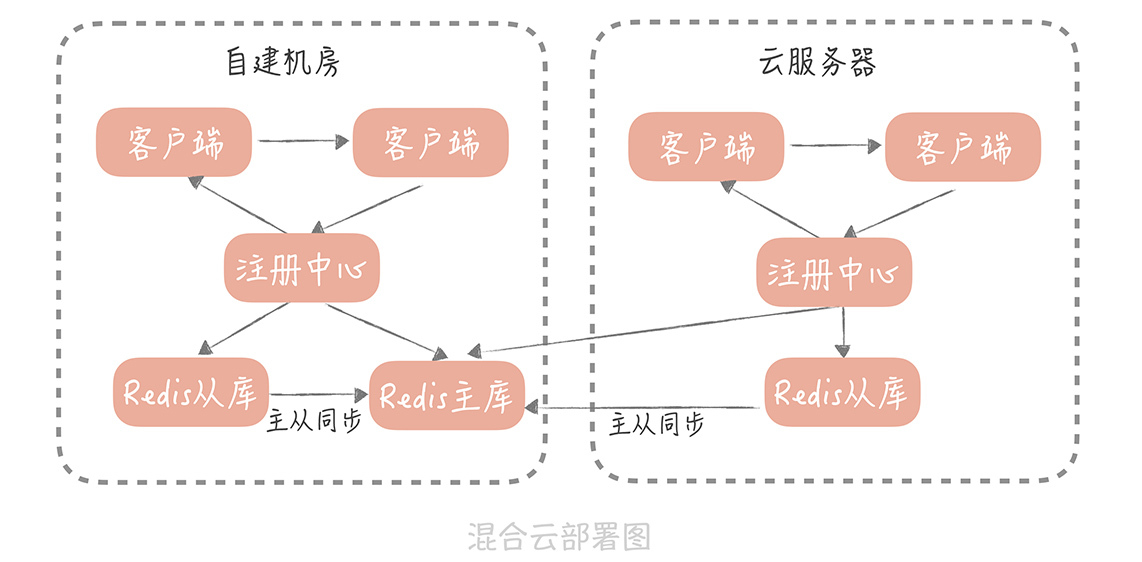 自建机房
客户端
客户端
注册中心
Redis从库
主从同步
Redis主库
云服务器
客户端
客户端
注册中心
主从同步
Redis从库
混合云部署图